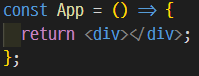 const App = () => {
  return <div></div>;
};